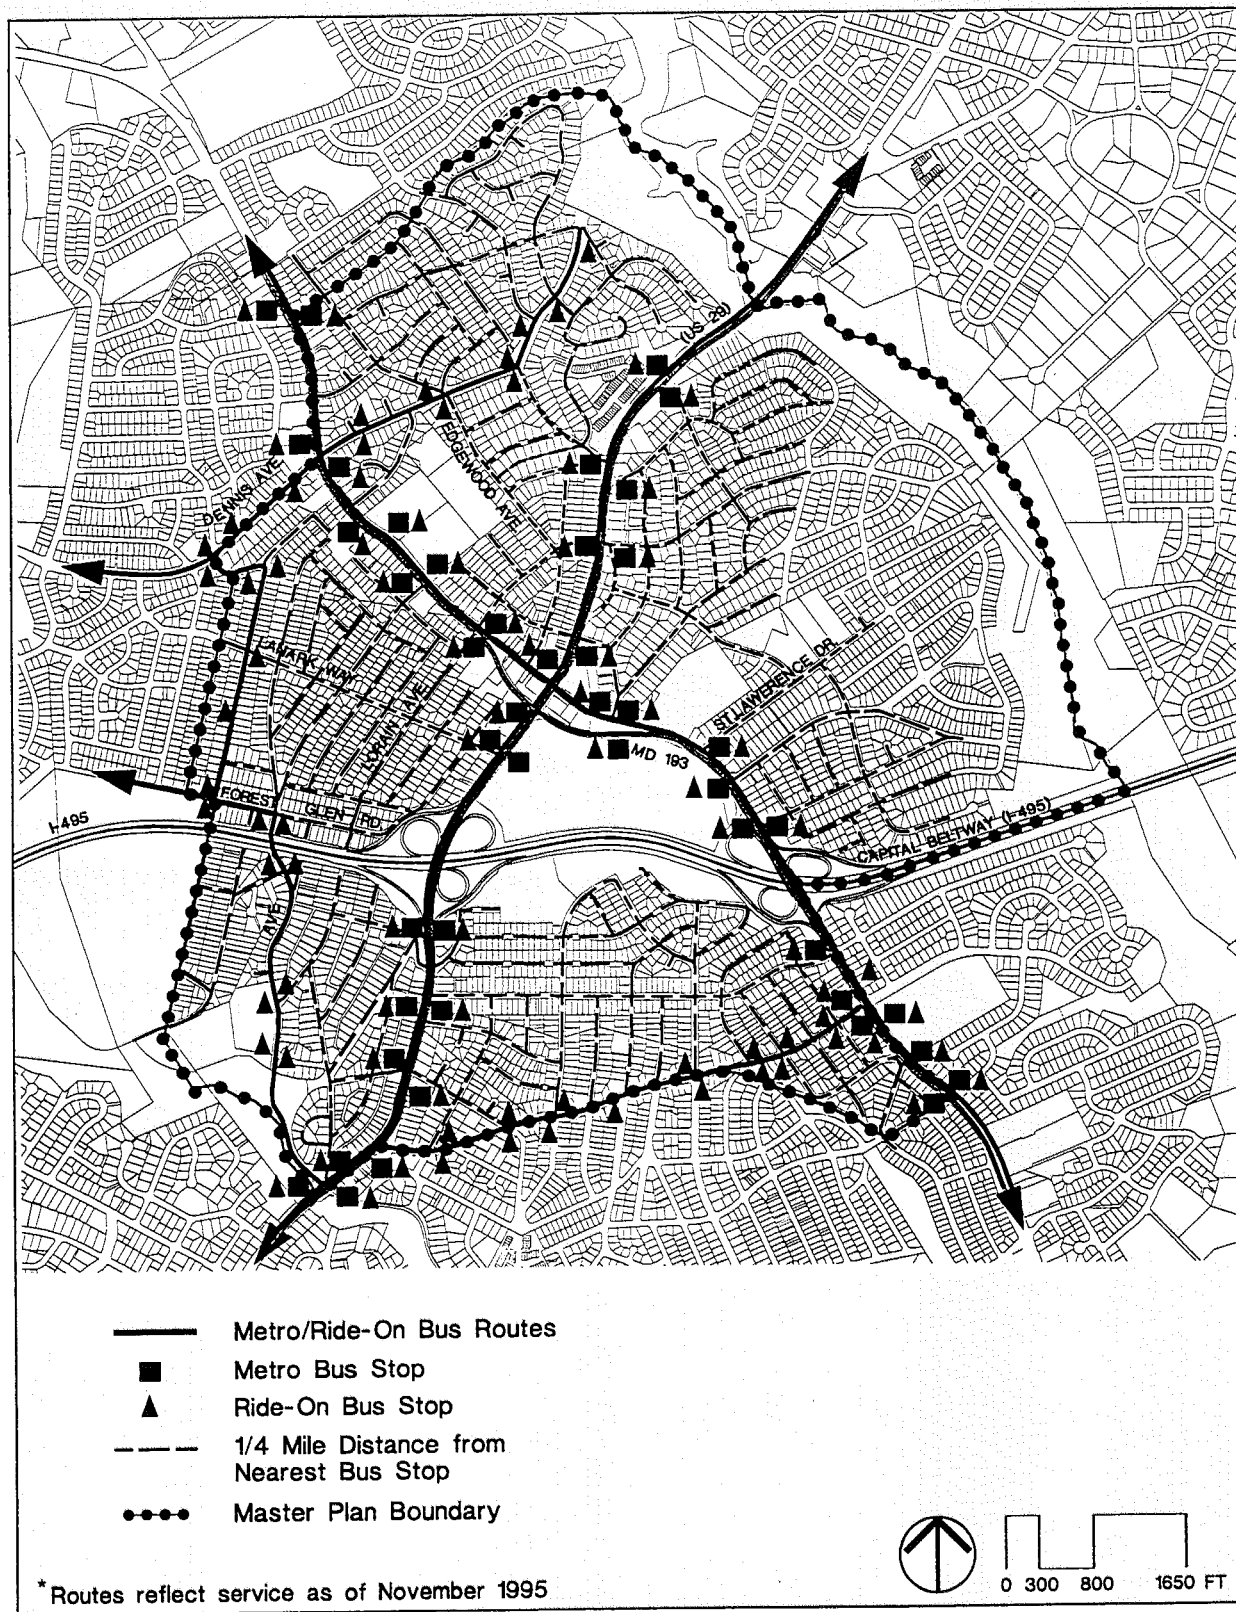 (US 29)
EDGEWOOD AVE
DENNIS AVE
LANARK WAY
LORAIN AVE
ST LAWERENCE DR.
MD 193
FOREST GLEN RD.
I-495
CAPITAL BELTWAY (I-495)
AVE
Metro/Ride-On Bus Routes
Metro Bus Stop
Ride-On Bus Stop
1/4 Mile Distance from
Nearest Bus Stop
Master Plan Boundary
0 300 800 1650 FT
*Routes reflect service as of November 1995